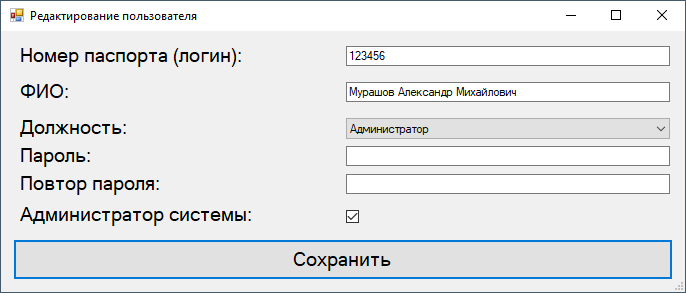 Редактирование пользователя
Номер паспорта (логин): 123456
ФИО: Мурашов Александр Михайлович
Должность: Администратор
Пароль:
Повтор пароля:
Администратор системы:
Сохранить